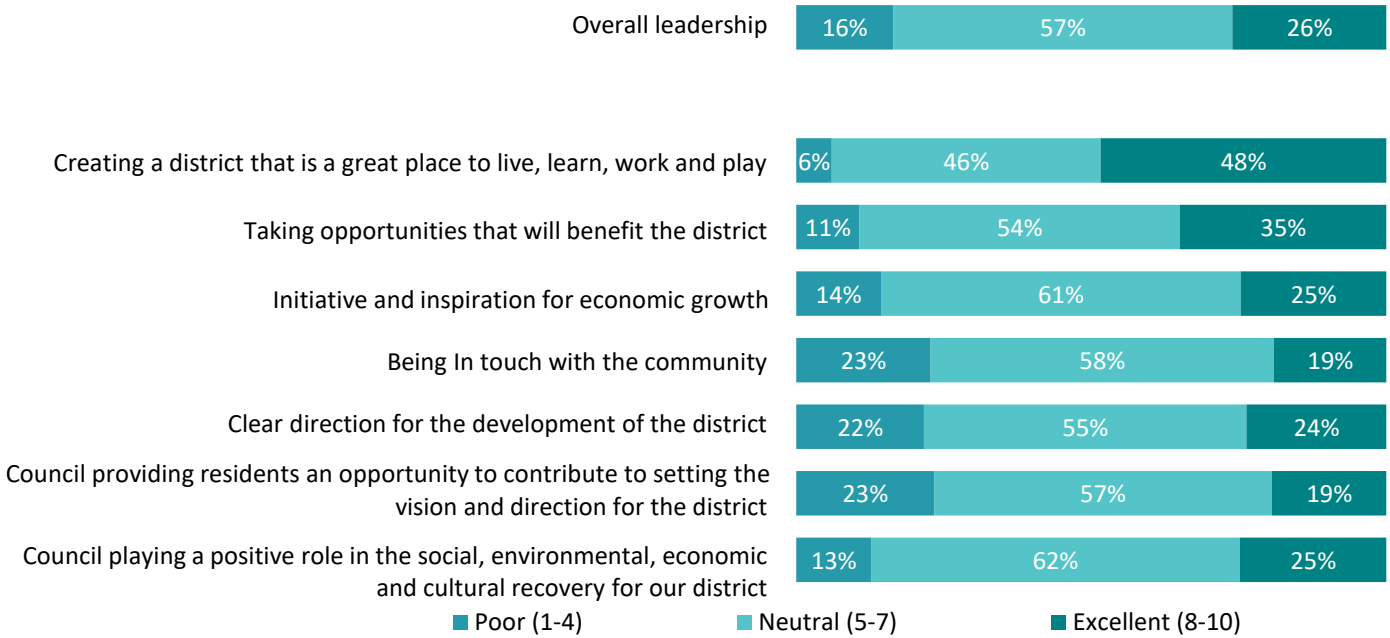 Overall leadership 16% 57% 26%
Creating a district that is a great place to live, learn, work and play 6% 46% 48%
Taking opportunities that will benefit the district 11% 54% 35%
Initiative and inspiration for economic growth 14% 61% 25%
Being In touch with the community 23% 58% 19%
Clear direction for the development of the district 22% 55% 24%
Council providing residents an opportunity to contribute to setting the
vision and direction for the district 23% 57% 19%
Council playing a positive role in the social, environmental, economic
and cultural recovery for our district 13% 62% 25%
Poor (1-4) Neutral (5-7) Excellent (8-10)